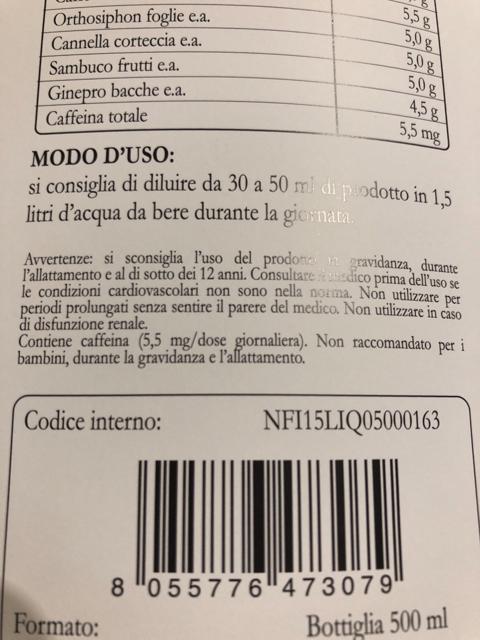 g
Orthosiphon foglie e.a. 5,5 g
Cannella corteccia e.a. 5,0 g
Sambuco frutti e.a. 5,0 g
Ginepro bacche e.a. 5,0 g
4,5 g
Caffeina totale 5,5 mg
MODO D'USO:
si consiglia di diluire da 30 a 50 ml di prodotto in 1,5
litri d'acqua da bere durante la giornata.
Avvertenze: si sconsiglia l'uso del prodotto in gravidanza, durante
l'allattamento e al di sotto dei 12 anni. Consultare il medico prima dell'uso se
le condizioni cardiovascolari non sono nella norma. Non utilizzare per
periodi prolungati senza sentire il parere del medico. Non utilizzare in caso
di disfunzione renale.
Contiene caffeina (5,5 mg/dose giornaliera). Non raccomandato per i
bambini, durante la gravidanza e l'allattamento.
Codice interno: NFI15LIQ05000163
8 055776 473079
Formato: Bottiglia 500 ml